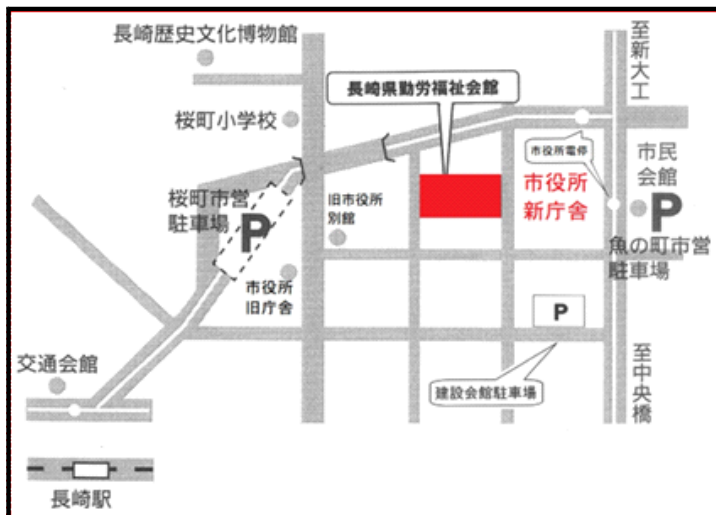 長崎歴史文化博物館
至新大工
長崎県勤労福祉会館
桜町小学校
市役所電停
市民
会館
桜町市営
駐車場
P
旧市役所
別館
市役所
新庁舎
P
魚の町市営
駐車場
市役所
旧庁舎
P
交通会館
建設会館駐車場
至中央橋
長崎駅